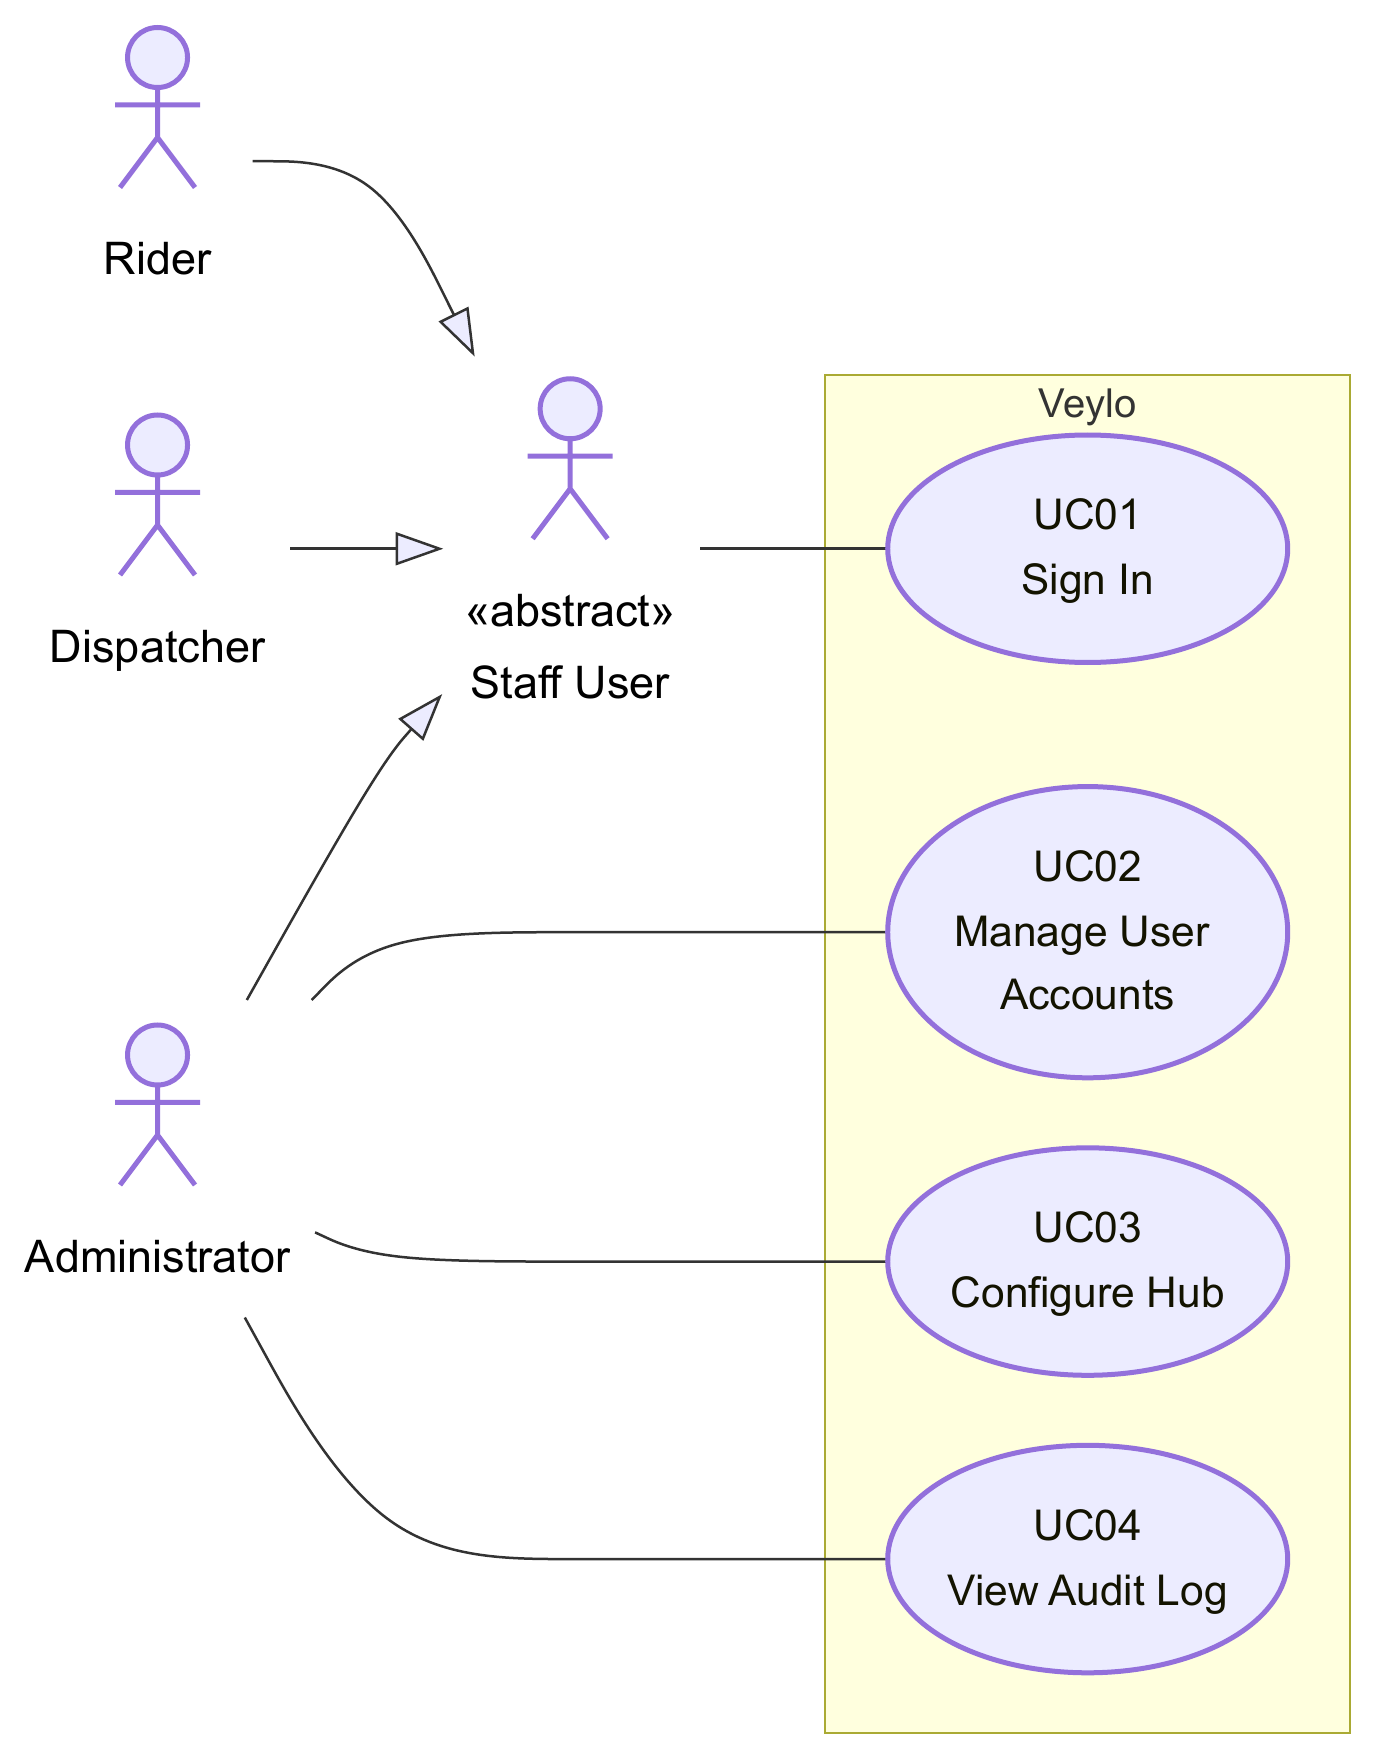 Rider
Dispatcher
«abstract»
Staff User
Administrator
Veylo
UC01
Sign In
UC02
Manage User
Accounts
UC03
Configure Hub
UC04
View Audit Log